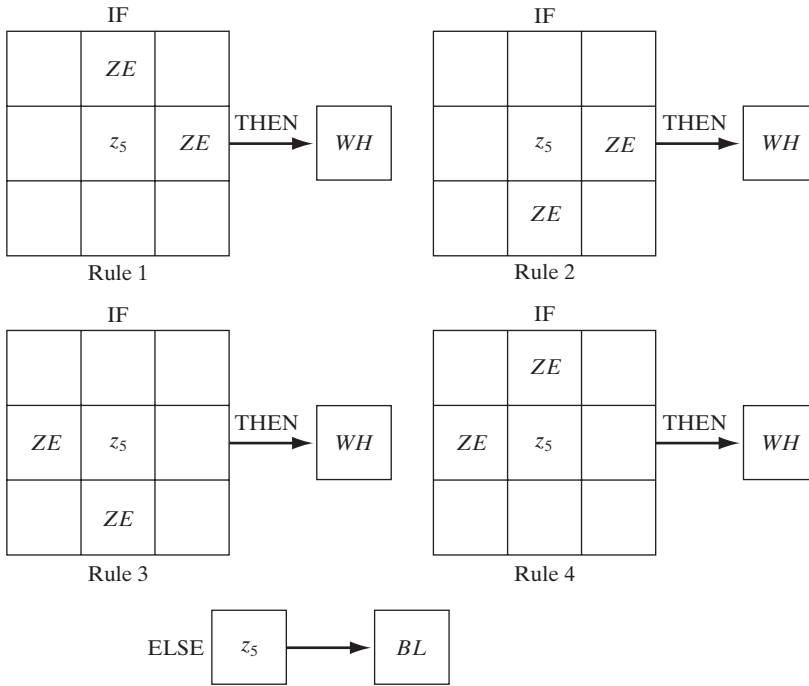 IF
ZE
z5 ZE THEN WH
Rule 1
IF
z5 ZE THEN WH
ZE
Rule 2
IF
ZE z5 THEN WH
ZE
Rule 3
IF
ZE
ZE z5 THEN WH
Rule 4
ELSE z5 BL